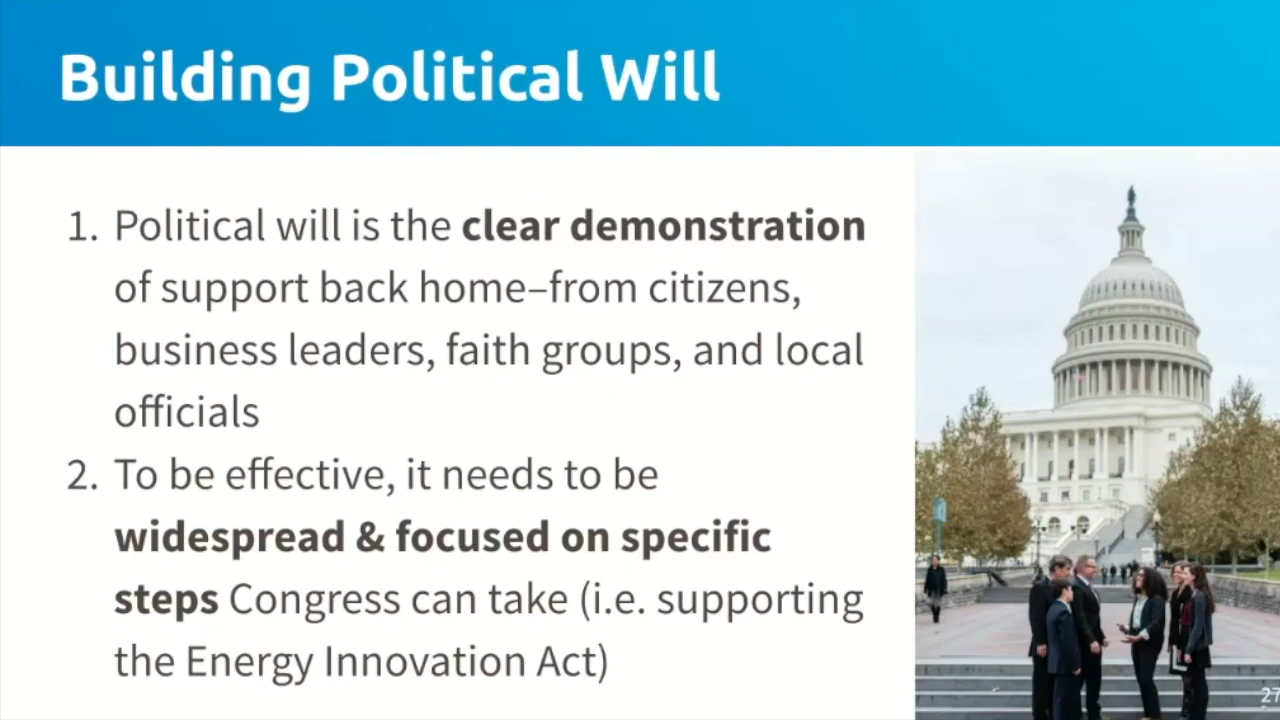 Building Political Will
1. Political will is the clear demonstration
of support back home–from citizens,
business leaders, faith groups, and local
officials
2. To be effective, it needs to be
widespread & focused on specific
steps Congress can take (i.e. supporting
the Energy Innovation Act)
27